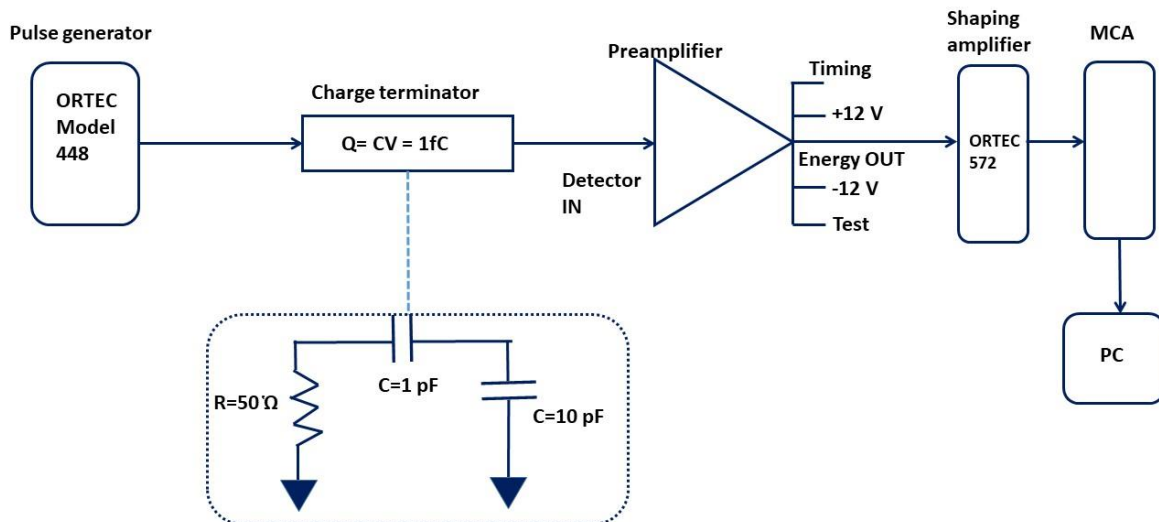 Pulse generator
ORTEC
Model
448
Charge terminator
Q= CV = 1fC
Preamplifier
Detector
IN
Timing
+12 V
Energy OUT
-12 V
Test
Shaping
amplifier
ORTEC
572
MCA
PC
R=50 Ω
C=1 pF
C=10 pF